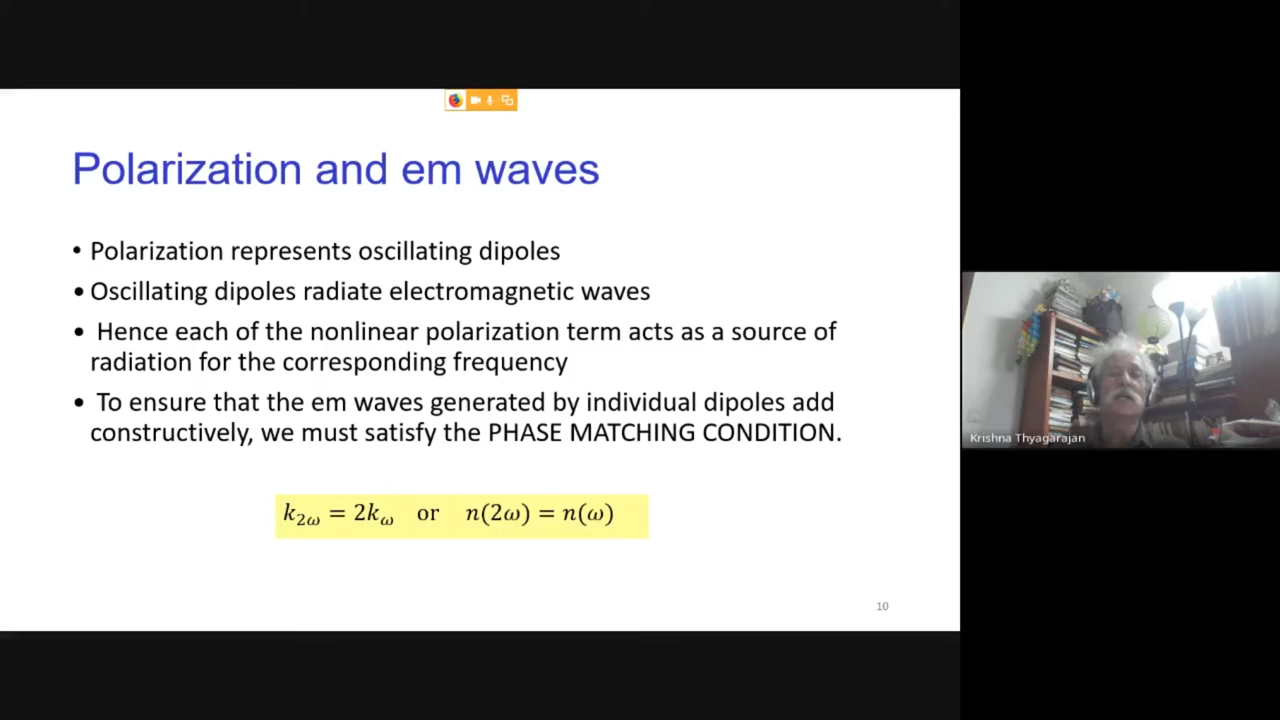 Polarization and em waves
• Polarization represents oscillating dipoles
• Oscillating dipoles radiate electromagnetic waves
• Hence each of the nonlinear polarization term acts as a source of
radiation for the corresponding frequency
• To ensure that the em waves generated by individual dipoles add
constructively, we must satisfy the PHASE MATCHING CONDITION.
k₂ω = 2kω or n(2ω) = n(ω)
10
Krishna Thyagarajan